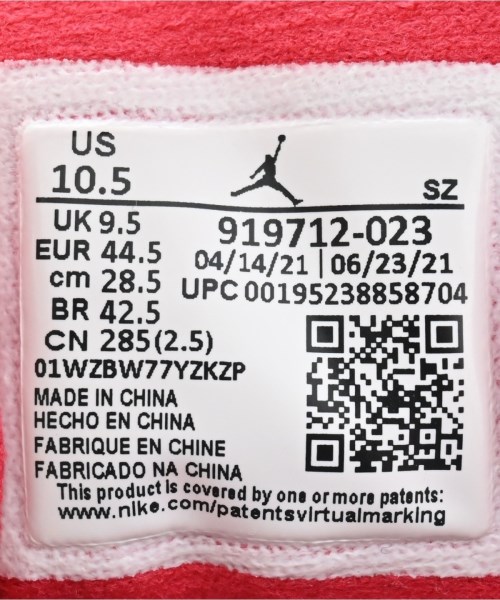 US
10.5
SZ
UK 9.5
EUR 44.5
cm 28.5
BR 42.5
CN 285(2.5)
919712-023
04/14/21 | 06/23/21
UPC 00195238858704
01WZBW77YZKZP
MADE IN CHINA
HECHO EN CHINA
FABRIQUE EN CHINE
FABRICADO NA CHINA
This product is covered by one or more patents:
www.nike.com/patentsvirtualmarking